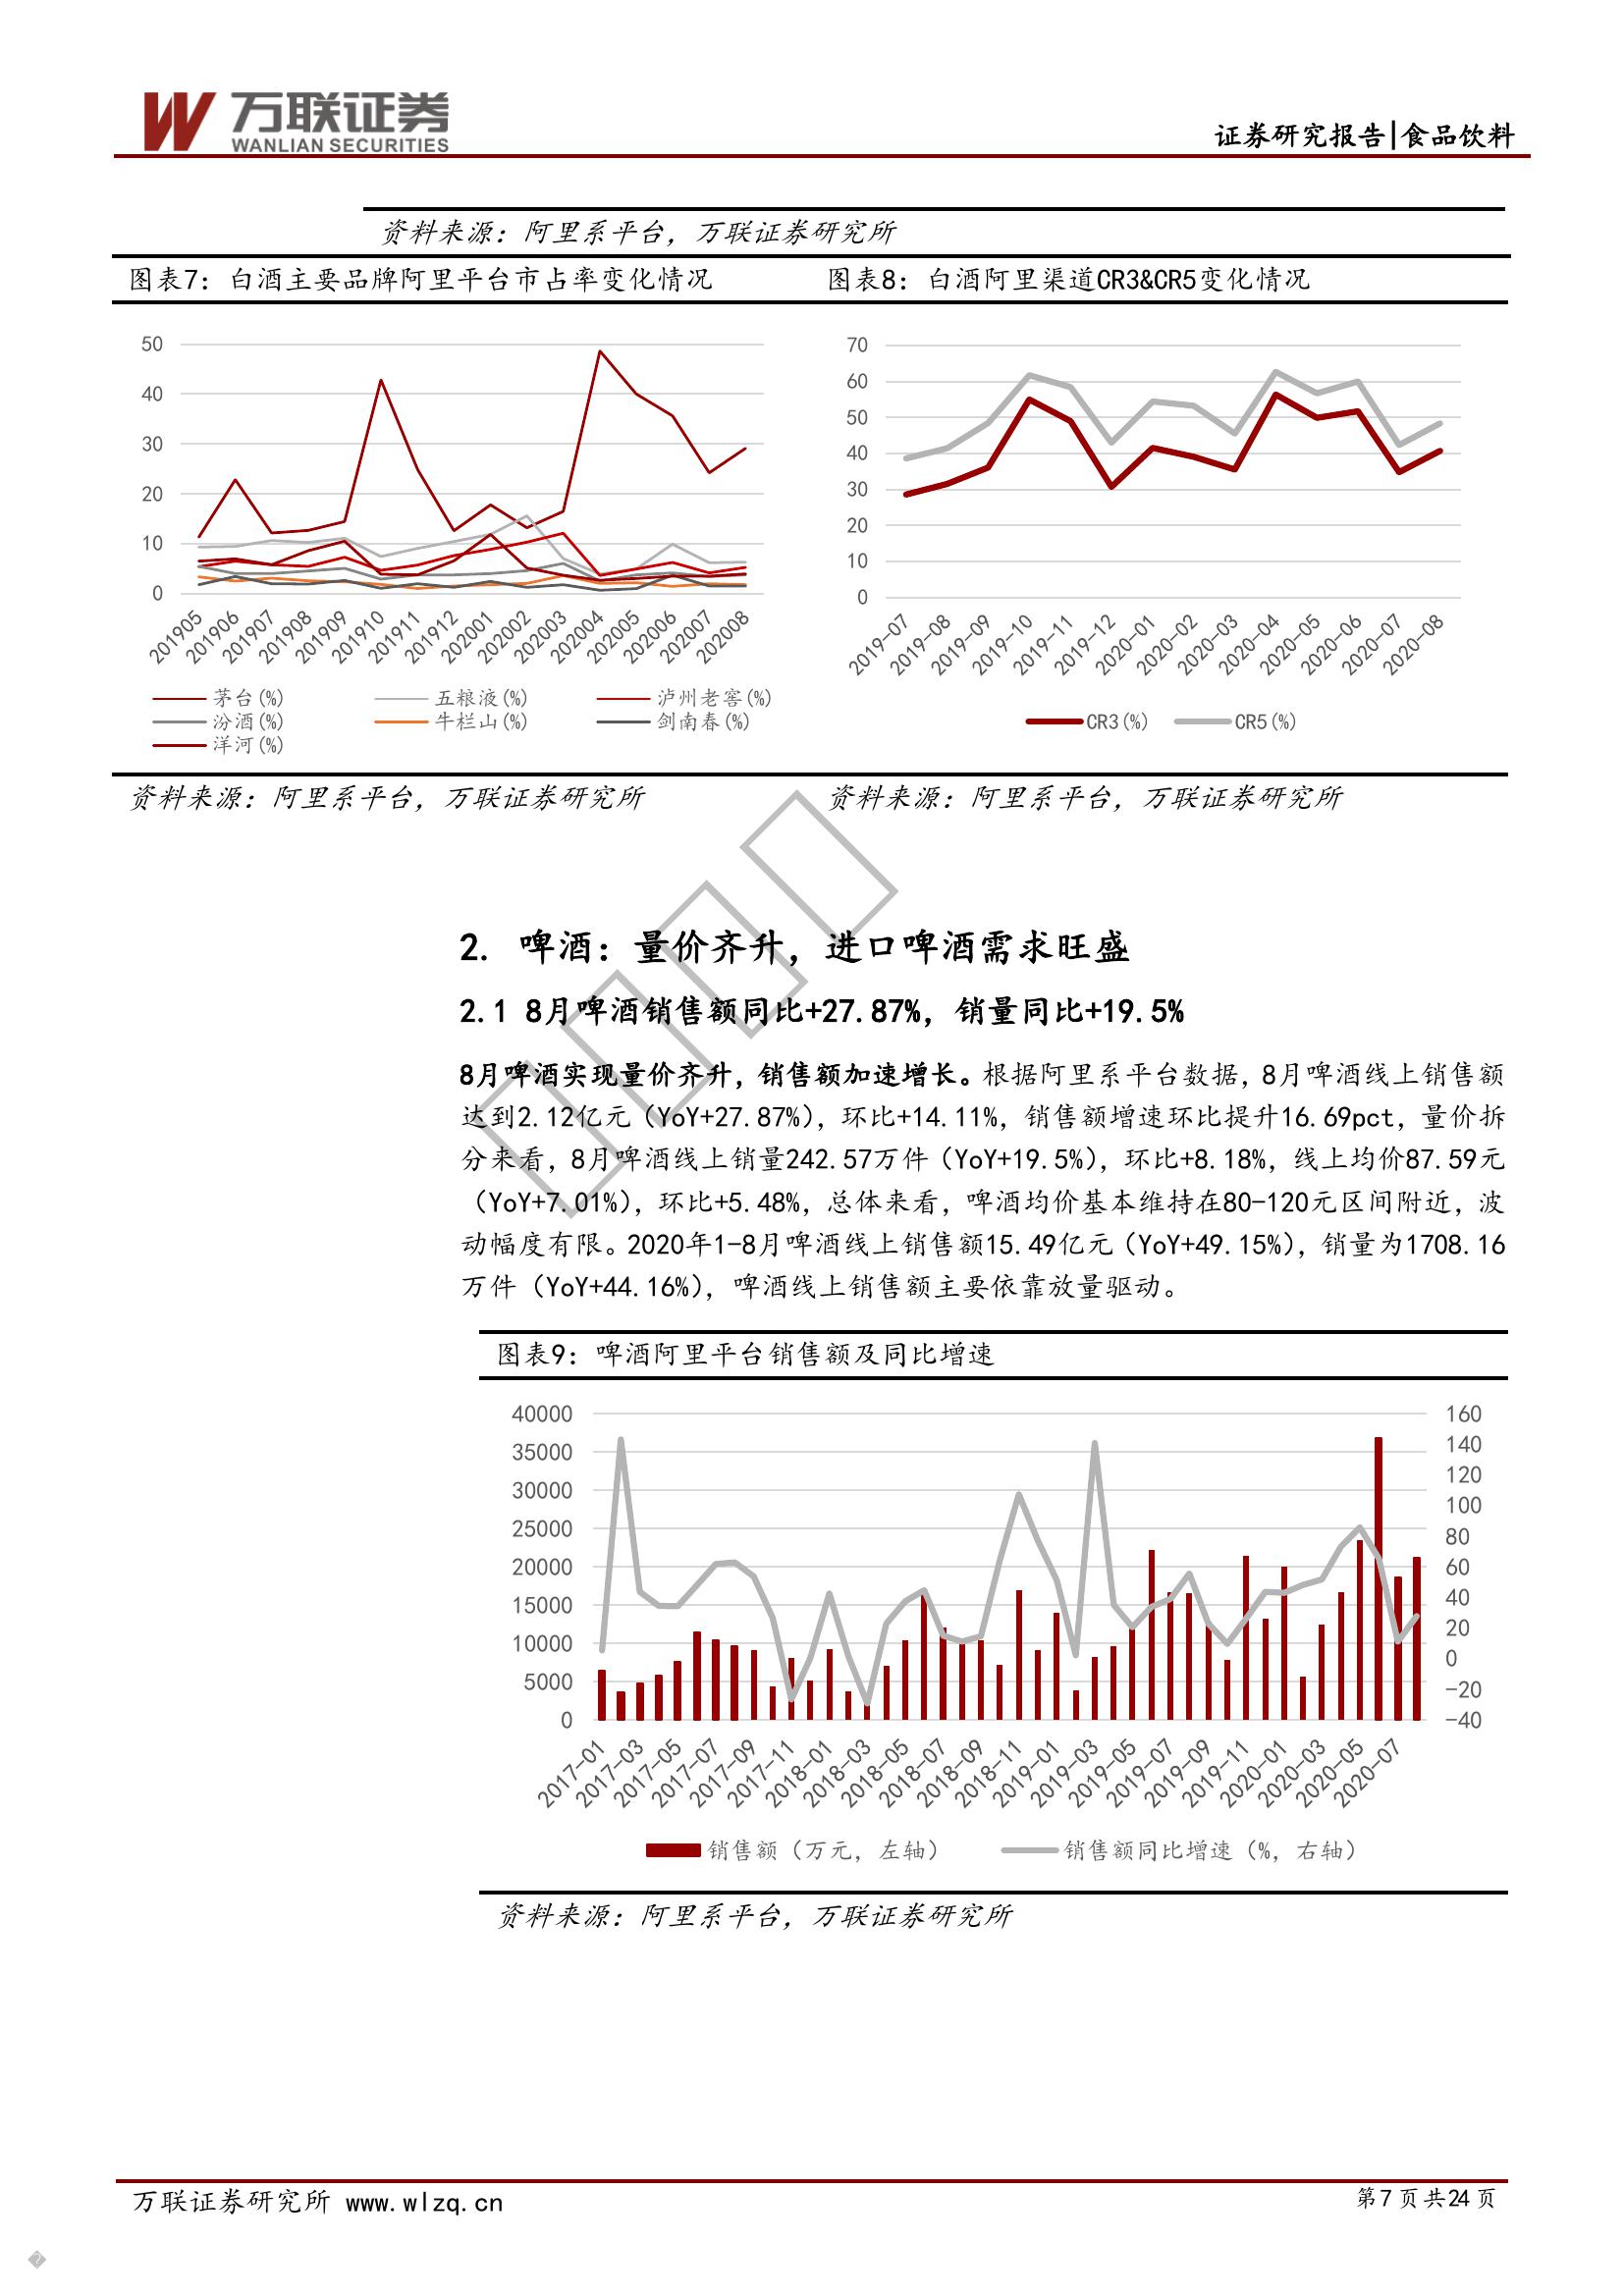 万联证券
WANLIAN SECURITIES
证券研究报告|食品饮料
资料来源：阿里系平台，万联证券研究所
图表7：白酒主要品牌阿里平台市占率变化情况
图表8：白酒阿里渠道CR3&CR5变化情况
50
40
30
20
10
0
201905 201906 201907 201908 201909 201910 201911 201912 202001 202002 202003 202004 202005 202006 202007 202008
茅台(%) 五粮液(%) 泸州老窖(%)
汾酒(%) 牛栏山(%) 剑南春(%)
洋河(%)
70
60
50
40
30
20
10
0
2019-07 2019-08 2019-09 2019-10 2019-11 2019-12 2020-01 2020-02 2020-03 2020-04 2020-05 2020-06 2020-07 2020-08
CR3(%) CR5(%)
资料来源：阿里系平台，万联证券研究所
资料来源：阿里系平台，万联证券研究所
2. 啤酒：量价齐升，进口啤酒需求旺盛
2.1 8月啤酒销售额同比+27.87%，销量同比+19.5%
8月啤酒实现量价齐升，销售额加速增长。根据阿里系平台数据，8月啤酒线上销售额
达到2.12亿元（YoY+27.87%），环比+14.11%，销售额增速环比提升16.69pct，量价拆
分来看，8月啤酒线上销量242.57万件（YoY+19.5%），环比+8.18%，线上均价87.59元
（YoY+7.01%），环比+5.48%，总体来看，啤酒均价基本维持在80-120元区间附近，波
动幅度有限。2020年1-8月啤酒线上销售额15.49亿元（YoY+49.15%），销量为1708.16
万件（YoY+44.16%），啤酒线上销售额主要依靠放量驱动。
图表9：啤酒阿里平台销售额及同比增速
40000
35000
30000
25000
20000
15000
10000
5000
0
160
140
120
100
80
60
40
20
0
-20
-40
2017-01 2017-03 2017-05 2017-07 2017-09 2017-11 2018-01 2018-03 2018-05 2018-07 2018-09 2018-11 2019-01 2019-03 2019-05 2019-07 2019-09 2019-11 2020-01 2020-03 2020-05 2020-07
销售额（万元，左轴） 销售额同比增速（%，右轴）
资料来源：阿里系平台，万联证券研究所
万联证券研究所 www.wlzq.cn
第7页共24页